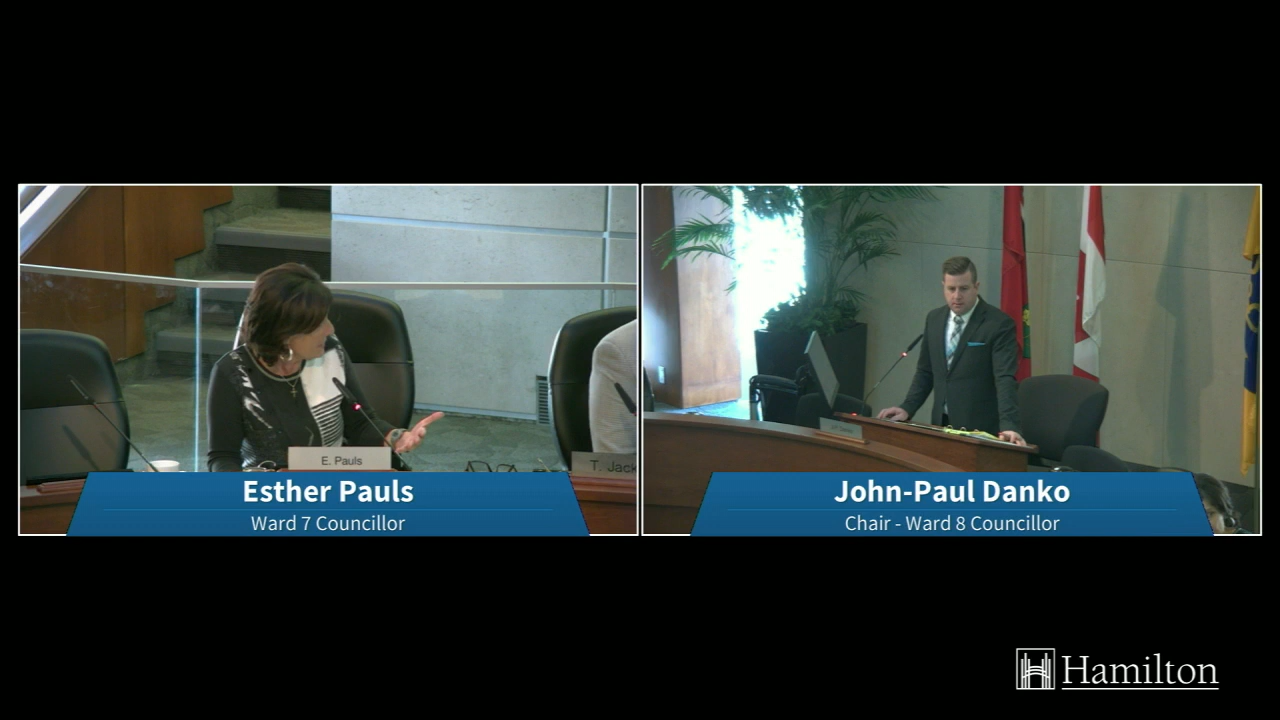 E. Pauls
T. Jack
Esther Pauls
Ward 7 Councillor
John-Paul Danko
Chair - Ward 8 Councillor
Hamilton